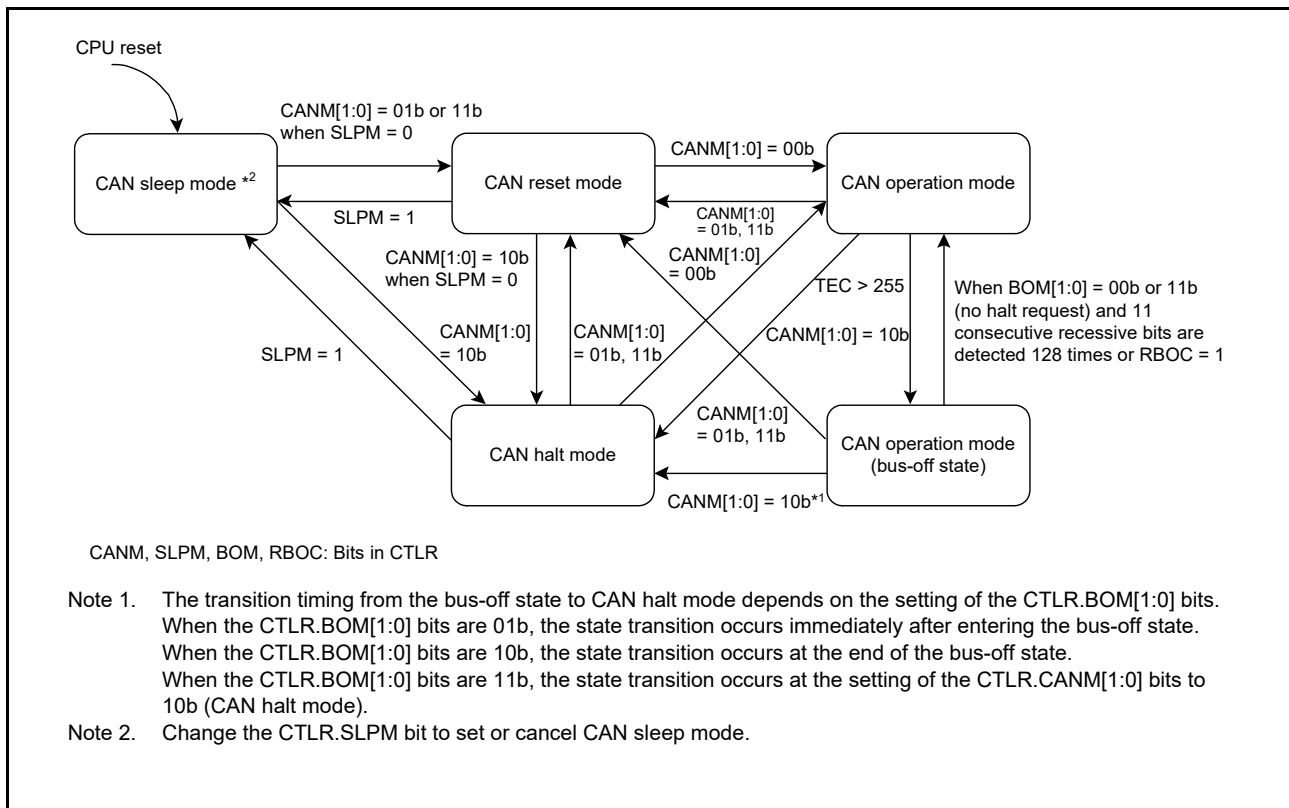 CPU reset
CANM[1:0] = 01b or 11b
when SLPM = 0
CANM[1:0] = 00b
CAN sleep mode *2
CAN reset mode
CAN operation mode
SLPM = 1
CANM[1:0]
= 01b, 11b
CANM[1:0] = 10b
when SLPM = 0
CANM[1:0]
= 00b
TEC > 255
When BOM[1:0] = 00b or 11b
(no halt request) and 11
consecutive recessive bits are
detected 128 times or RBOC = 1
SLPM = 1
CANM[1:0]
= 10b
CANM[1:0]
= 01b, 11b
CANM[1:0] = 10b
CANM[1:0]
= 01b, 11b
CAN halt mode
CAN operation mode
(bus-off state)
CANM[1:0] = 10b*1
CANM, SLPM, BOM, RBOC: Bits in CTLR
Note 1. The transition timing from the bus-off state to CAN halt mode depends on the setting of the CTLR.BOM[1:0] bits.
When the CTLR.BOM[1:0] bits are 01b, the state transition occurs immediately after entering the bus-off state.
When the CTLR.BOM[1:0] bits are 10b, the state transition occurs at the end of the bus-off state.
When the CTLR.BOM[1:0] bits are 11b, the state transition occurs at the setting of the CTLR.CANM[1:0] bits to
10b (CAN halt mode).
Note 2. Change the CTLR.SLPM bit to set or cancel CAN sleep mode.